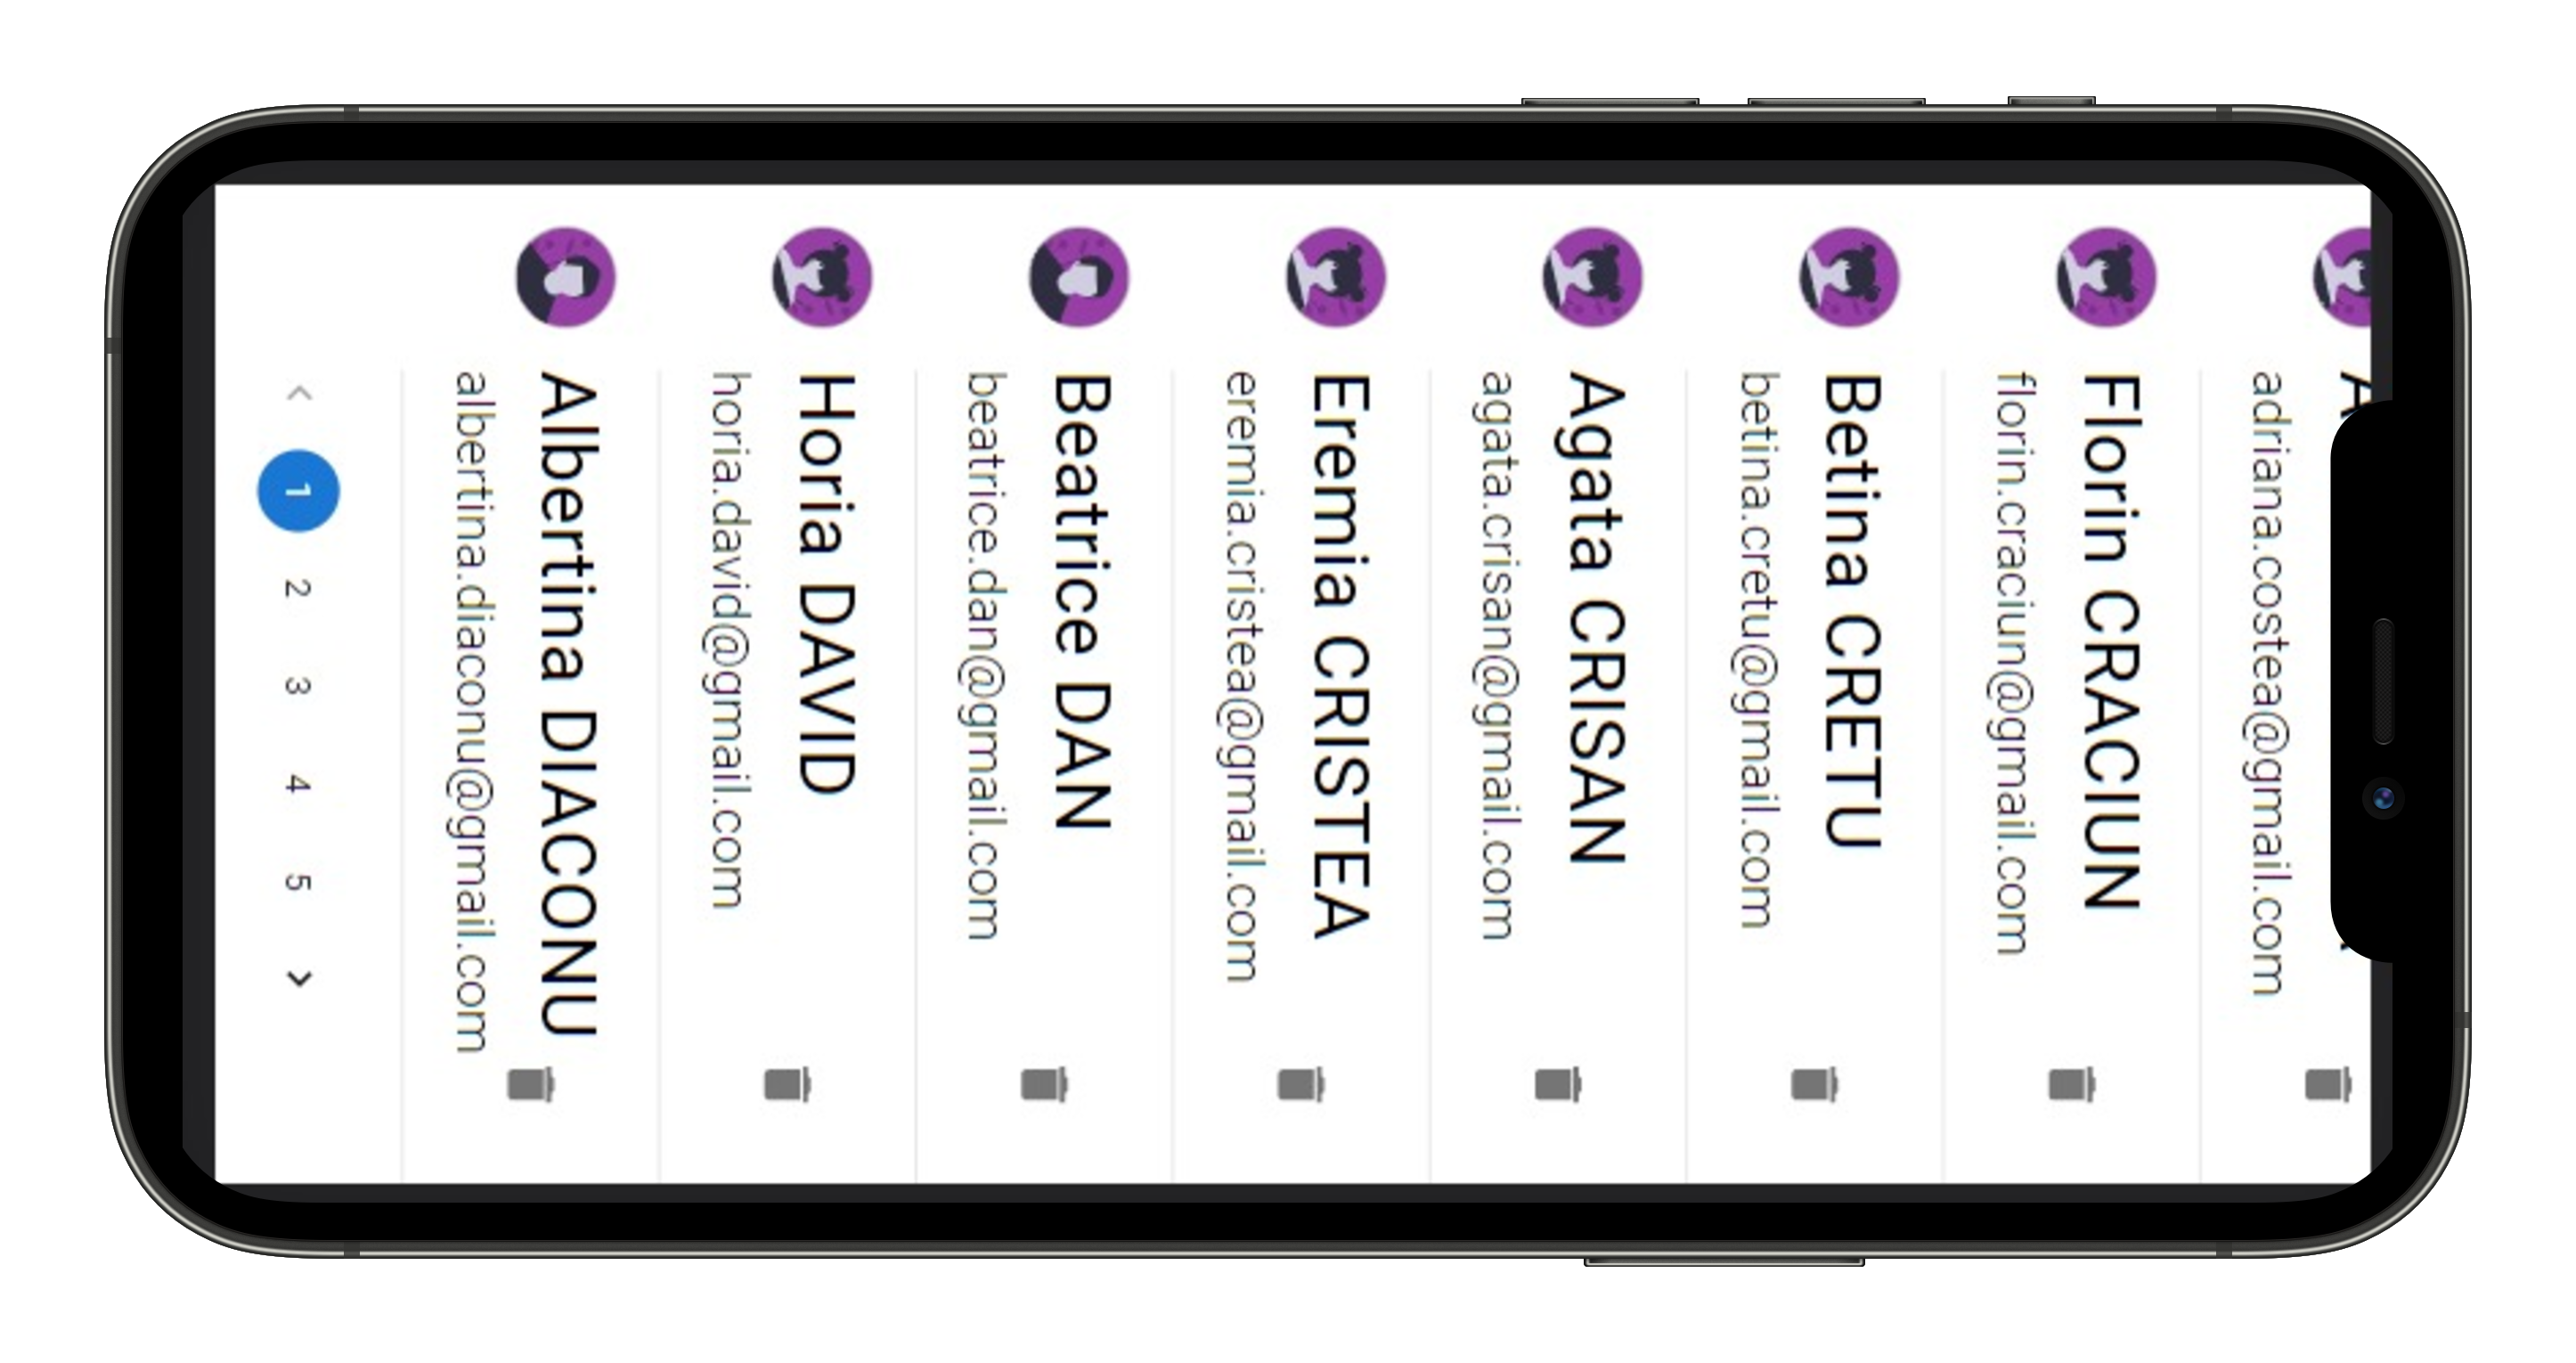 adriana.costea@gmail.com
Florin CRACIUN
florin.craciun@gmail.com
Betina CRETU
betina.cretu@gmail.com
Agata CRISAN
agata.crisan@gmail.com
Eremia CRISTEA
eremia.cristea@gmail.com
Beatrice DAN
beatrice.dan@gmail.com
Horia DAVID
horia.david@gmail.com
Albertina DIACONU
albertina.diaconu@gmail.com
< 1 2 3 4 5 >